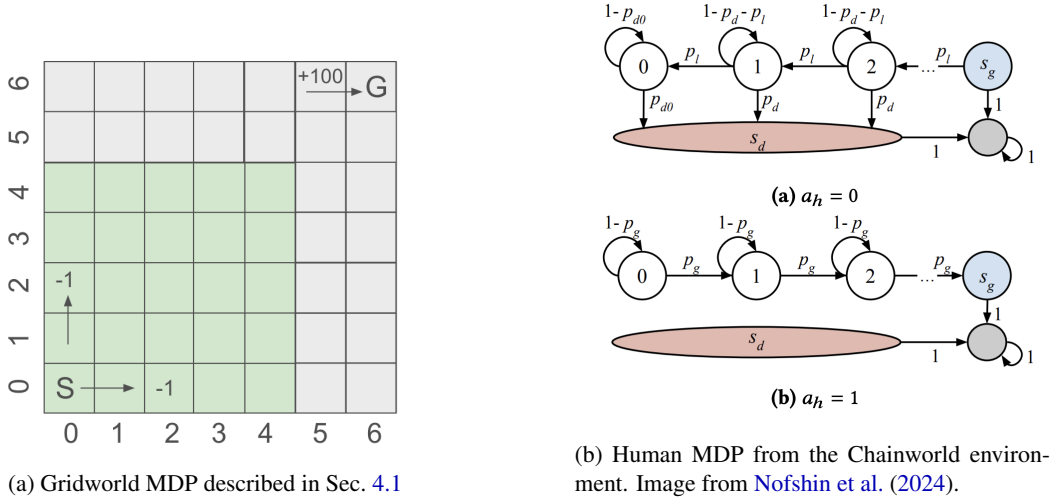 6 +100 G
5
4
3
2 -1
1
0 S -1
0 1 2 3 4 5 6
(a) Gridworld MDP described in Sec. 4.1
1- p_d0 1- p_d - p_l 1- p_d - p_l
0 p_l 1 p_l 2 ... p_l s_g
p_d0 p_d p_d 1
s_d 1 1
(a) a_h = 0
1- p_g 1- p_g 1- p_g
0 p_g 1 p_g 2 ... p_g s_g
1
s_d 1 1
(b) a_h = 1
(b) Human MDP from the Chainworld environ-
ment. Image from Nofshin et al. (2024).